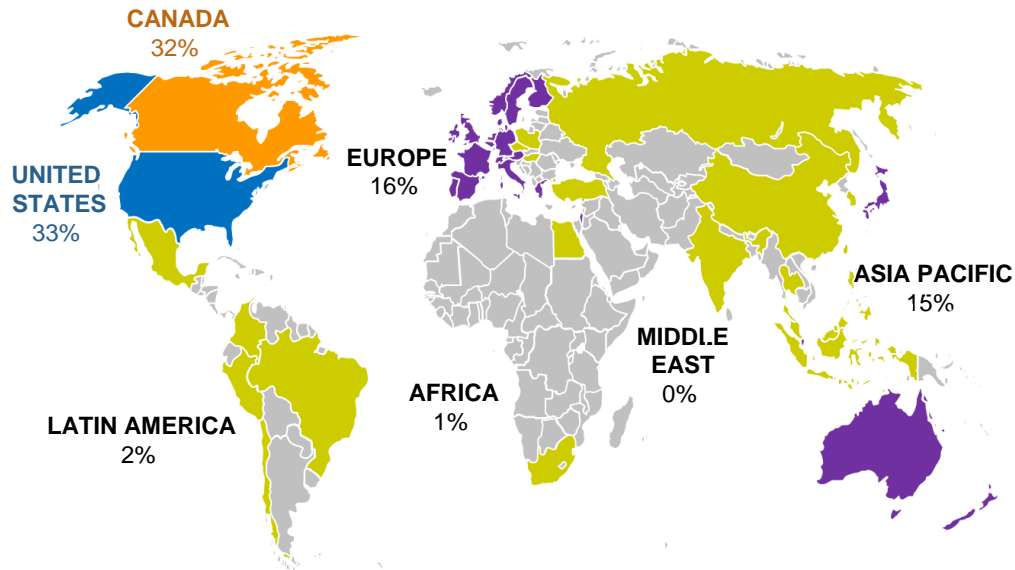 CANADA
32%
UNITED
STATES
33%
EUROPE
16%
ASIA PACIFIC
15%
MIDDLE
EAST
0%
AFRICA
1%
LATIN AMERICA
2%